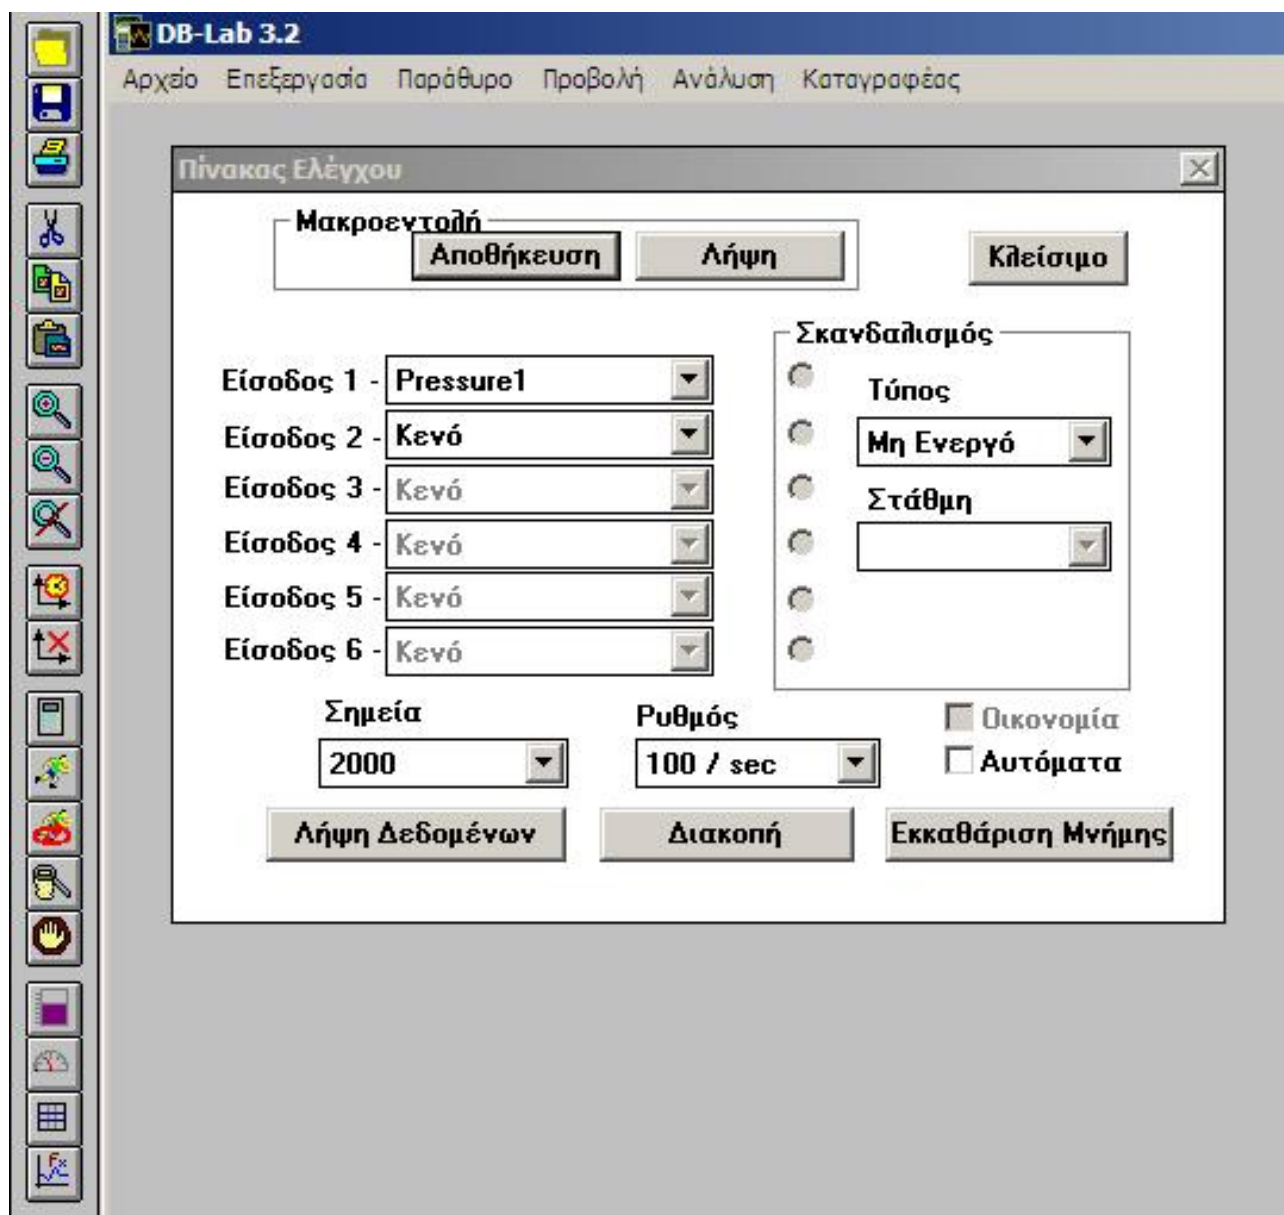 DB-Lab 3.2
Αρχείο Επεξεργασία Παράθυρο Προβολή Ανάλυση Καταγραφέας
Πίνακας Ελέγχου
Μακροεντολή
Αποθήκευση Λήψη Κλείσιμο
Σκανδαλισμός
Είσοδος 1 - Pressure1
Τύπος
Είσοδος 2 - Κενό
Μη Ενεργό
Είσοδος 3 - Κενό
Στάθμη
Είσοδος 4 - Κενό
Είσοδος 5 - Κενό
Είσοδος 6 - Κενό
Σημεία Ρυθμός Οικονομία
2000 100 / sec Αυτόματα
Λήψη Δεδομένων Διακοπή Εκκαθάριση Μνήμης